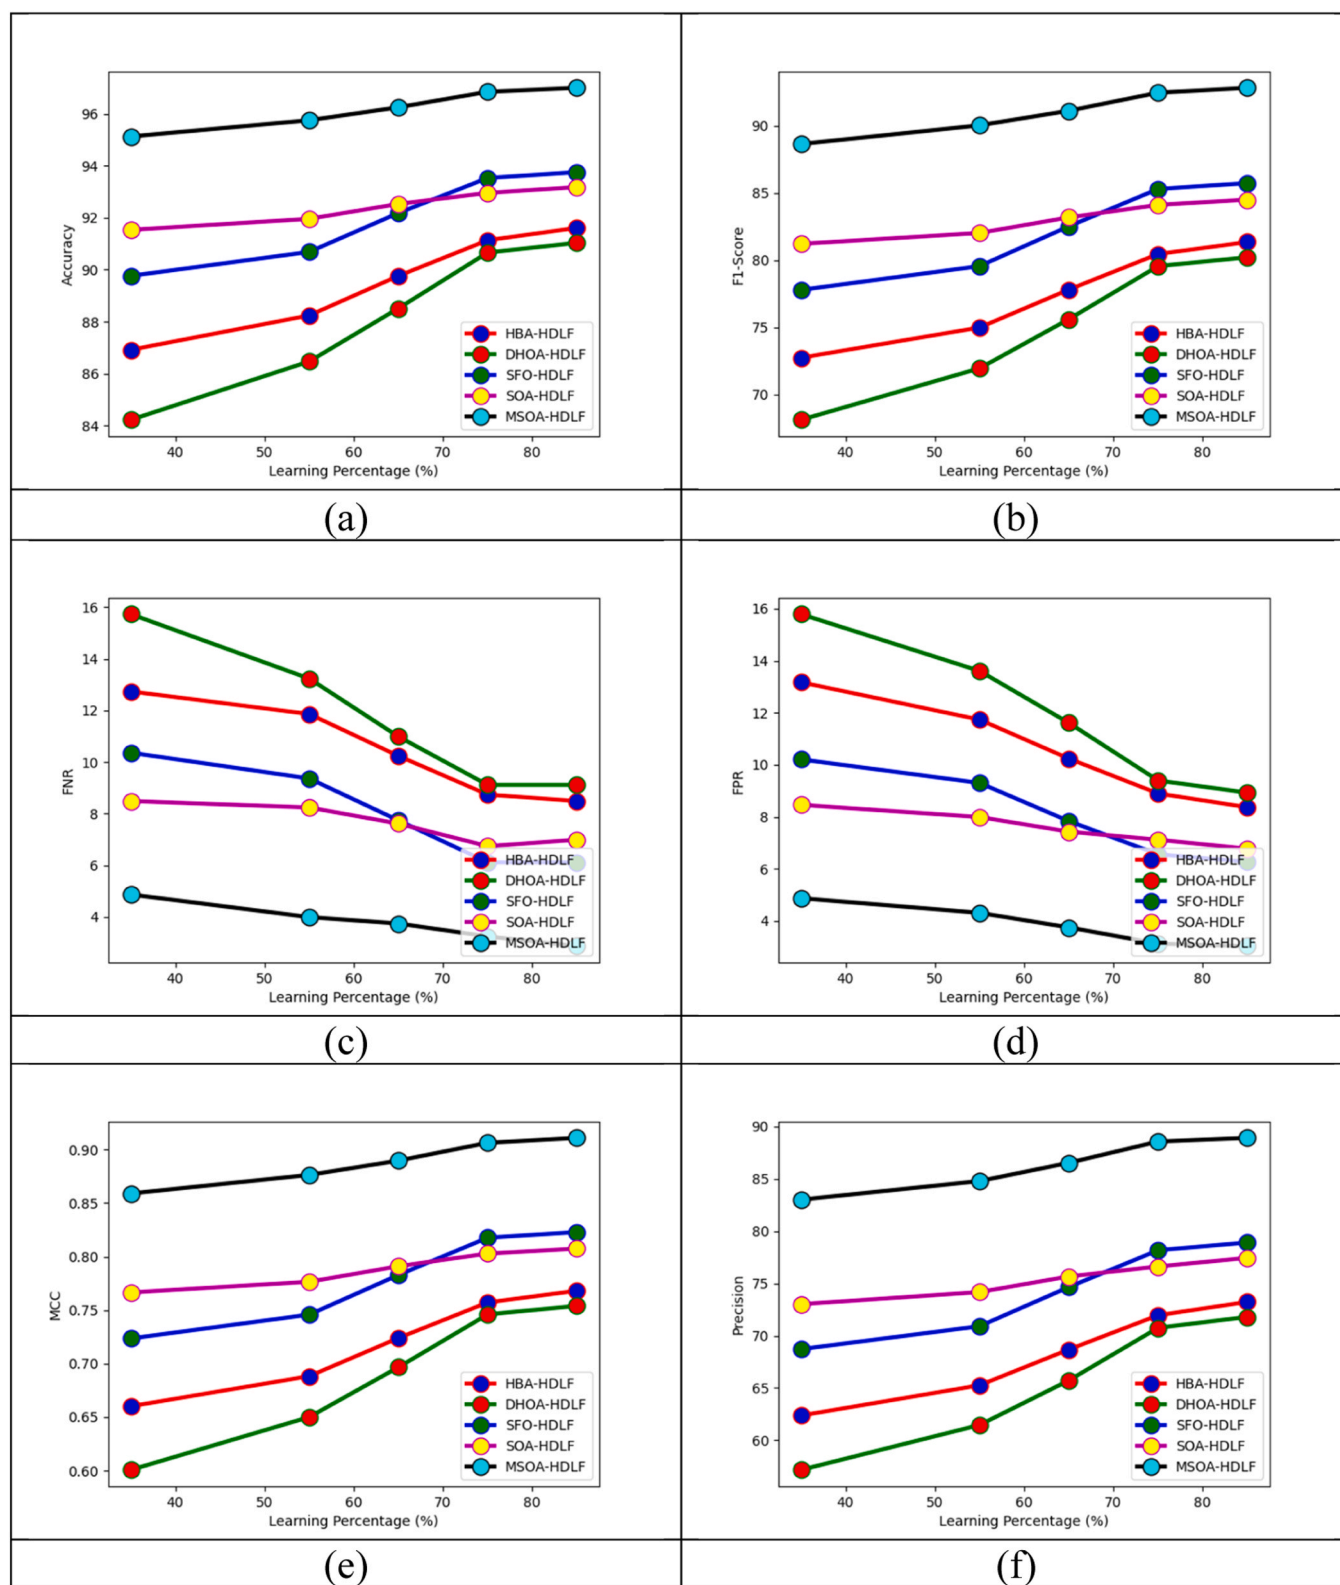 96
94
92
90
88
86
84
Accuracy
HBA-HDLF
DHOA-HDLF
SFO-HDLF
SOA-HDLF
MSOA-HDLF
40 50 60 70 80
Learning Percentage (%)
(a)
90
85
80
75
70
F1-Score
HBA-HDLF
DHOA-HDLF
SFO-HDLF
SOA-HDLF
MSOA-HDLF
40 50 60 70 80
Learning Percentage (%)
(b)
16
14
12
10
8
6
4
FNR
HBA-HDLF
DHOA-HDLF
SFO-HDLF
SOA-HDLF
MSOA-HDLF
40 50 60 70 80
Learning Percentage (%)
(c)
16
14
12
10
8
6
4
FPR
HBA-HDLF
DHOA-HDLF
SFO-HDLF
SOA-HDLF
MSOA-HDLF
40 50 60 70 80
Learning Percentage (%)
(d)
0.90
0.85
0.80
0.75
0.70
0.65
0.60
MCC
HBA-HDLF
DHOA-HDLF
SFO-HDLF
SOA-HDLF
MSOA-HDLF
40 50 60 70 80
Learning Percentage (%)
(e)
90
85
80
75
70
65
60
Precision
HBA-HDLF
DHOA-HDLF
SFO-HDLF
SOA-HDLF
MSOA-HDLF
40 50 60 70 80
Learning Percentage (%)
(f)